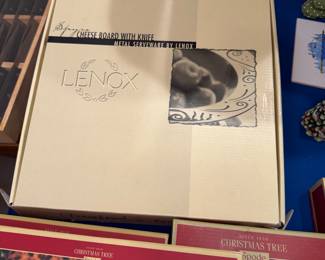 CHEESE BOARD WITH KNIFE
METAL SERVEWARE BY LENOX
LENOX
CHRISTMAS TREE
Spode
CHRISTMAS TREE